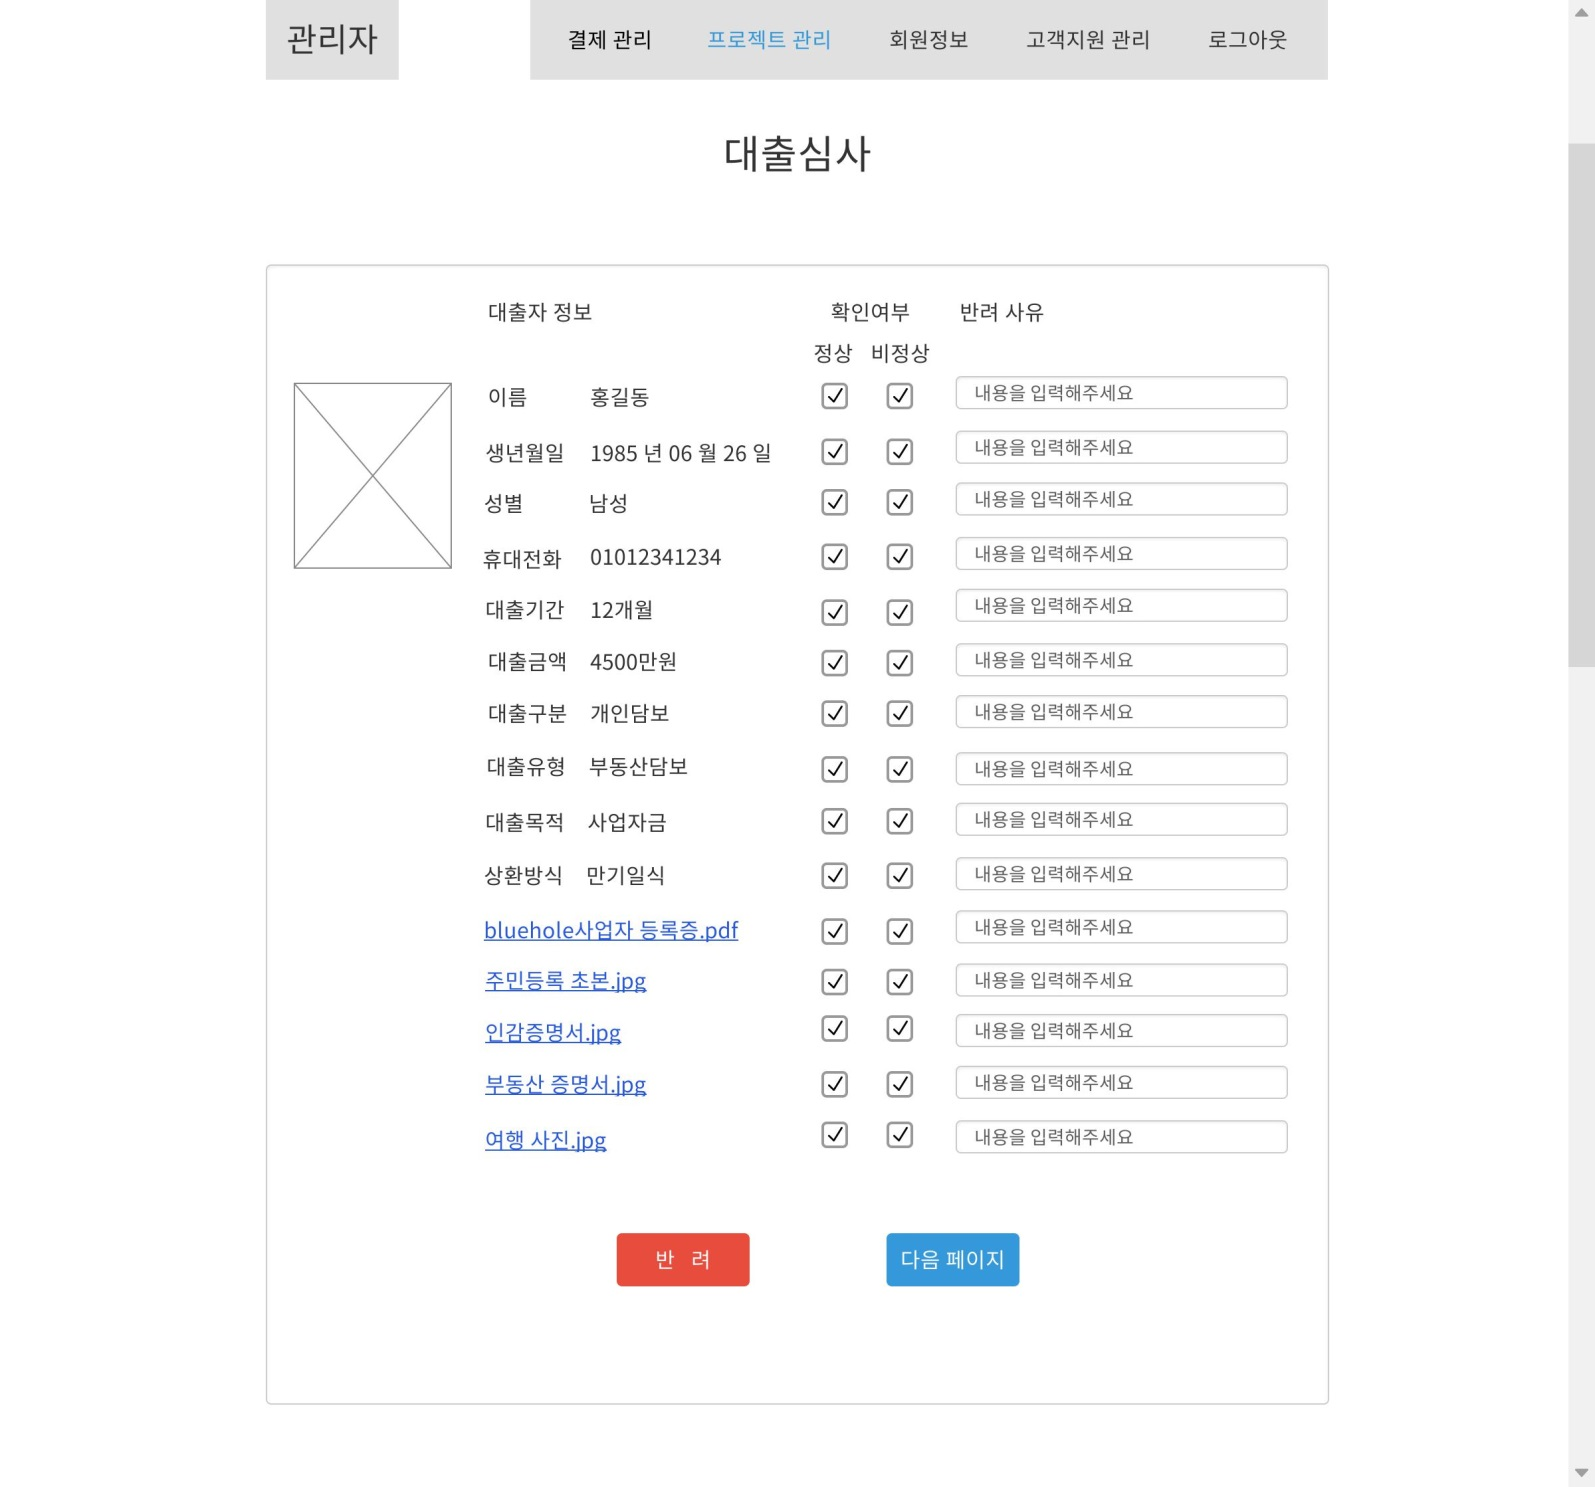 관리자 결제 관리 프로젝트 관리 회원정보 고객지원 관리 로그아웃
대출심사
대출자 정보 확인여부 반려 사유
정상 비정상
이름 홍길동 내용을 입력해주세요
생년월일 1985 년 06 월 26 일 내용을 입력해주세요
성별 남성 내용을 입력해주세요
휴대전화 01012341234 내용을 입력해주세요
대출기간 12개월 내용을 입력해주세요
대출금액 4500만원 내용을 입력해주세요
대출구분 개인담보 내용을 입력해주세요
대출유형 부동산담보 내용을 입력해주세요
대출목적 사업자금 내용을 입력해주세요
상환방식 만기일식 내용을 입력해주세요
bluehole사업자 등록증.pdf 내용을 입력해주세요
주민등록 초본.jpg 내용을 입력해주세요
인감증명서.jpg 내용을 입력해주세요
부동산 증명서.jpg 내용을 입력해주세요
여행 사진.jpg 내용을 입력해주세요
반 려 다음 페이지